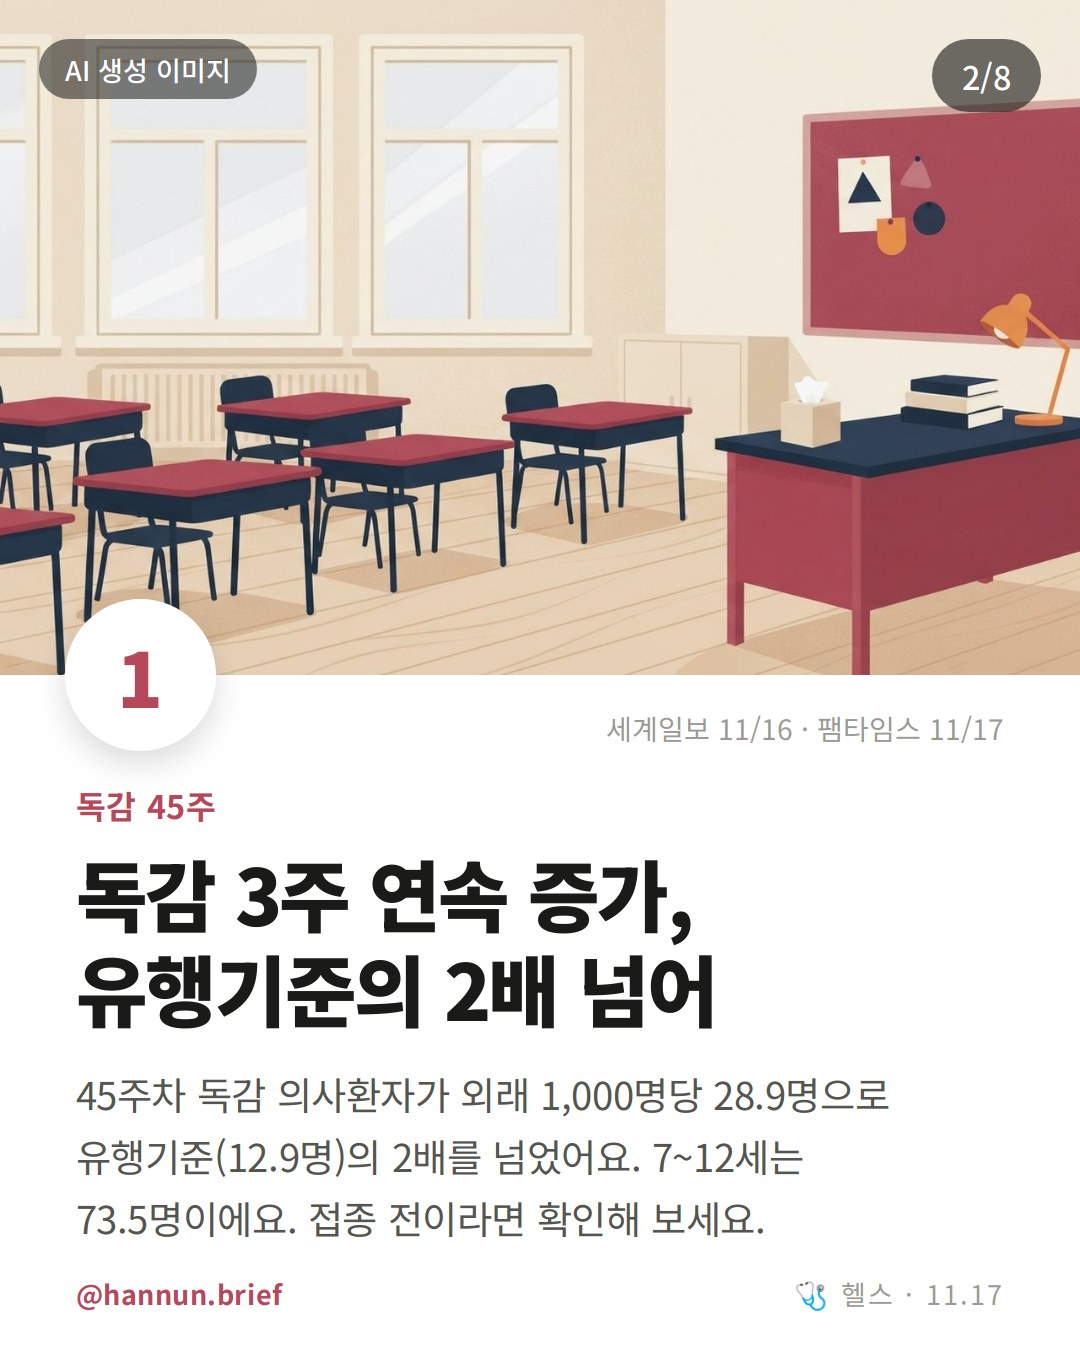 AI 생성 이미지
2/8
1
세계일보 11/16 · 팸타임스 11/17
독감 45주
독감 3주 연속 증가,
유행기준의 2배 넘어
45주차 독감 의사환자가 외래 1,000명당 28.9명으로
유행기준(12.9명)의 2배를 넘었어요. 7~12세는
73.5명이에요. 접종 전이라면 확인해 보세요.
@hannun.brief
헬스 · 11.17